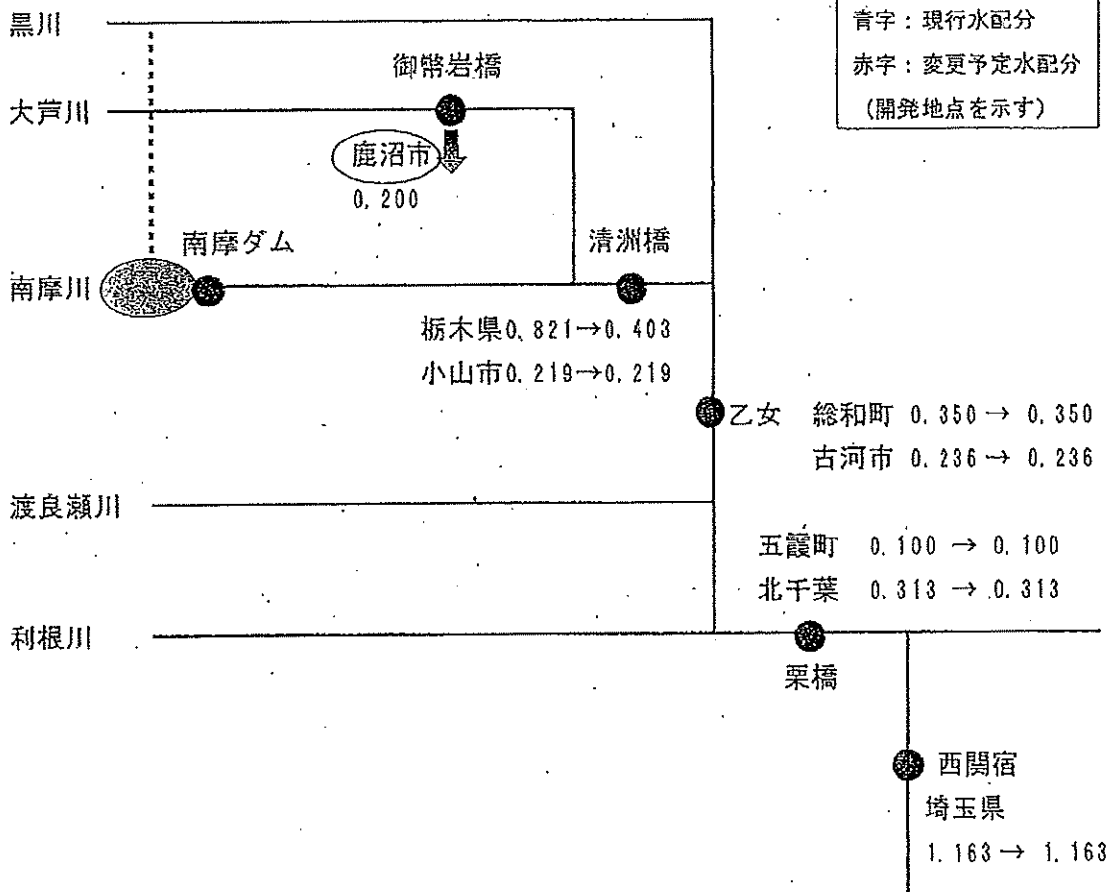 黒川
青字：現行水配分
赤字：変更予定水配分
(開発地点を示す)
御幣岩橋
大芦川
鹿沼市
0.200
南摩ダム
清洲橋
南摩川
栃木県0.821→0.403
小山市0.219→0.219
乙女 総和町 0.350 → 0.350
古河市 0.236 → 0.236
渡良瀬川
五霞町 0.100 → 0.100
北千葉 0.313 → 0.313
利根川
栗橋
西関宿
埼玉県
1.163 → 1.163